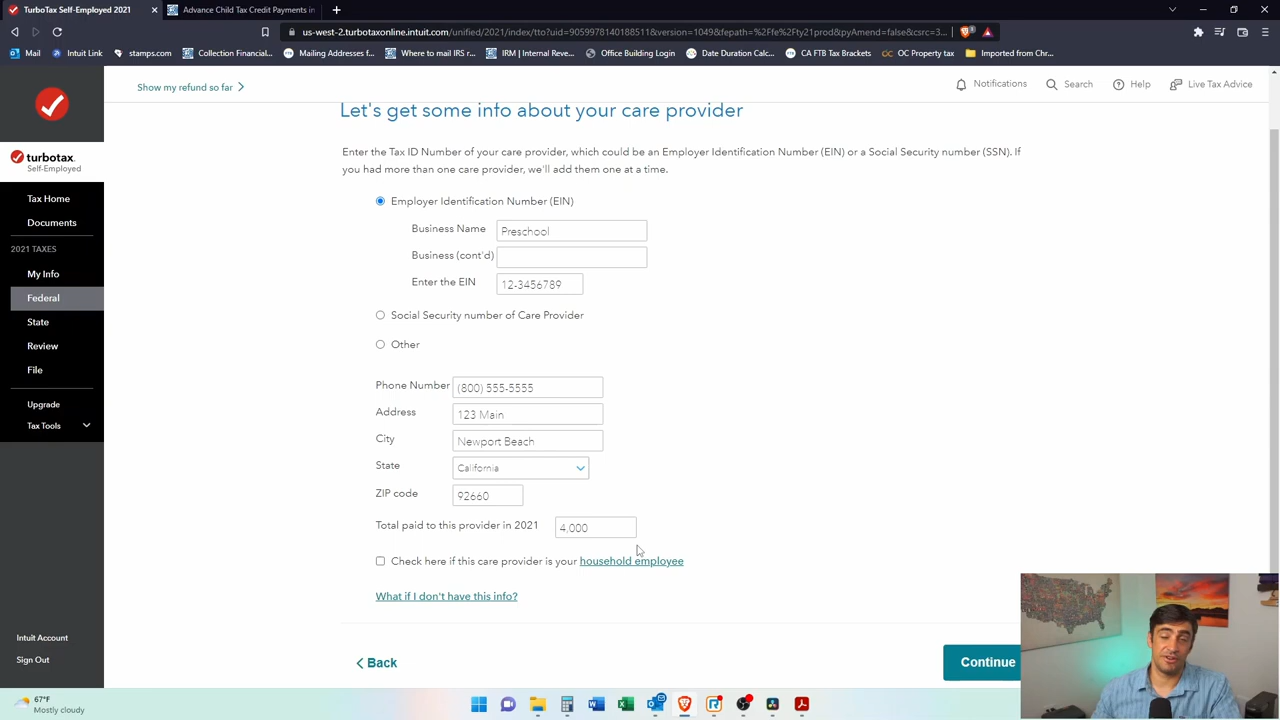 TurboTax Self-Employed 2021
Advance Child Tax Credit Payments in
us-west-2.turbotaxonline.intuit.com/unified/2021/index/tto?prod&puid=9059978140188511&version=1049&fepath=%2Ffe%2Fty21prod&pyAmend=false&csrc=3...
Mail
Intuit Link
stamps.com
Collection Financial...
Mailing Addresses f...
Where to mail IRS r...
IRM | Internal Reve...
Office Building Login
Date Duration Calc...
CA FTB Tax Brackets
OC Property tax
Imported from Chr...
Show my refund so far
Notifications
Search
Help
Live Tax Advice
turbotax
Self-Employed
Tax Home
Documents
2021 TAXES
My Info
Federal
State
Review
File
Upgrade
Tax Tools
Intuit Account
Sign Out
Let's get some info about your care provider
Enter the Tax ID Number of your care provider, which could be an Employer Identification Number (EIN) or a Social Security number (SSN). If
you had more than one care provider, we'll add them one at a time.
Employer Identification Number (EIN)
Business Name Preschool
Business (cont'd)
Enter the EIN 12-3456789
Social Security number of Care Provider
Other
Phone Number (800) 555-5555
Address 123 Main
City Newport Beach
State California
ZIP code 92660
Total paid to this provider in 2021 4,000
Check here if this care provider is your household employee
What if I don't have this info?
Back
Continue
67°F
Mostly cloudy